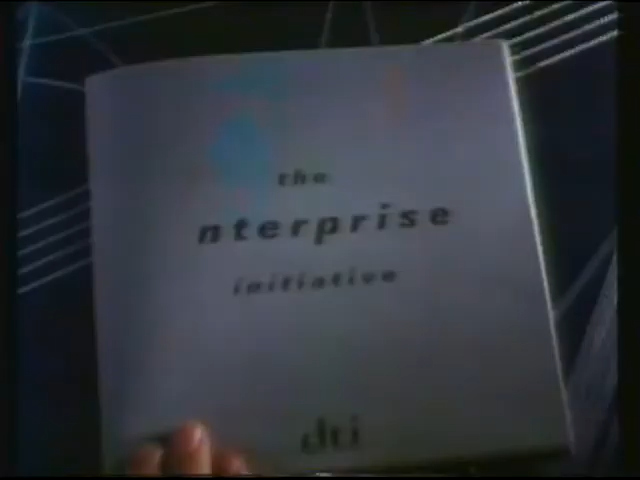 the
nterprise
initiative
dti